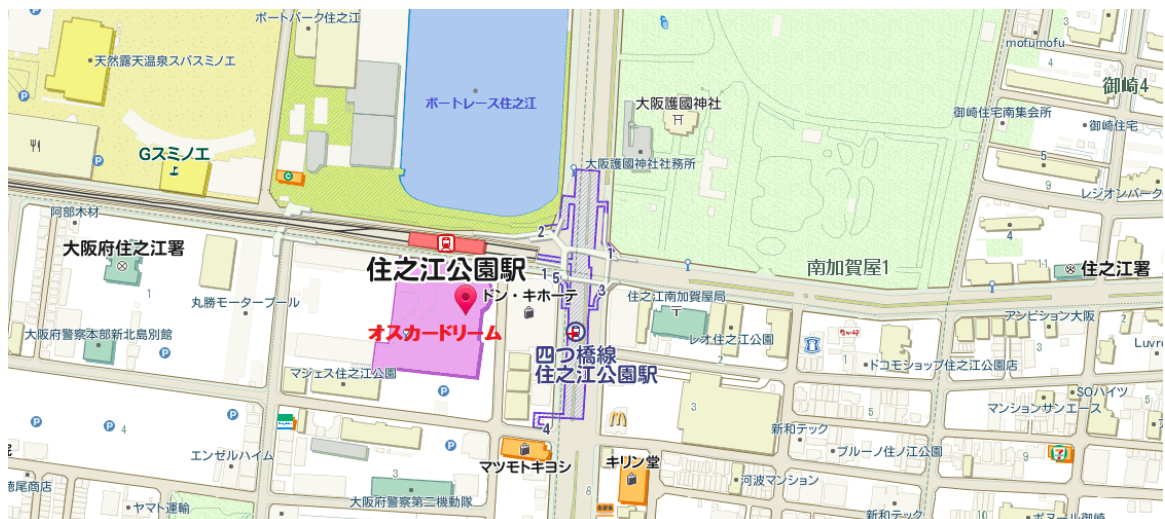 ボートパーク住之江
天然露天温泉スパスミノエ
ボートレース住之江
mofumofu
御崎4
大阪護國神社
御崎住宅南集会所
御崎住宅
Gスミノエ
大阪護國神社社務所
レジオンパーク
阿部木材
大阪府住之江署
住之江公園駅
南加賀屋1
住之江署
丸勝モータープール
ドン・キホーテ
住之江南加賀屋局
アンビション大阪
オスカードリーム
大阪府警察本部新北島別館
レオ住之江公園
四つ橋線
住之江公園駅
ドコモショップ住之江公園店
Luvre
マジェス住之江公園
SOハイツ
マンションサンエース
新和テック
エンゼルハイム
マツモトキヨシ
キリン堂
ブルーノ住ノ江公園
河波マンション
徳尾商店
ヤマト運輸
大阪府警察第二機動隊
新和テック
ボヌール御崎